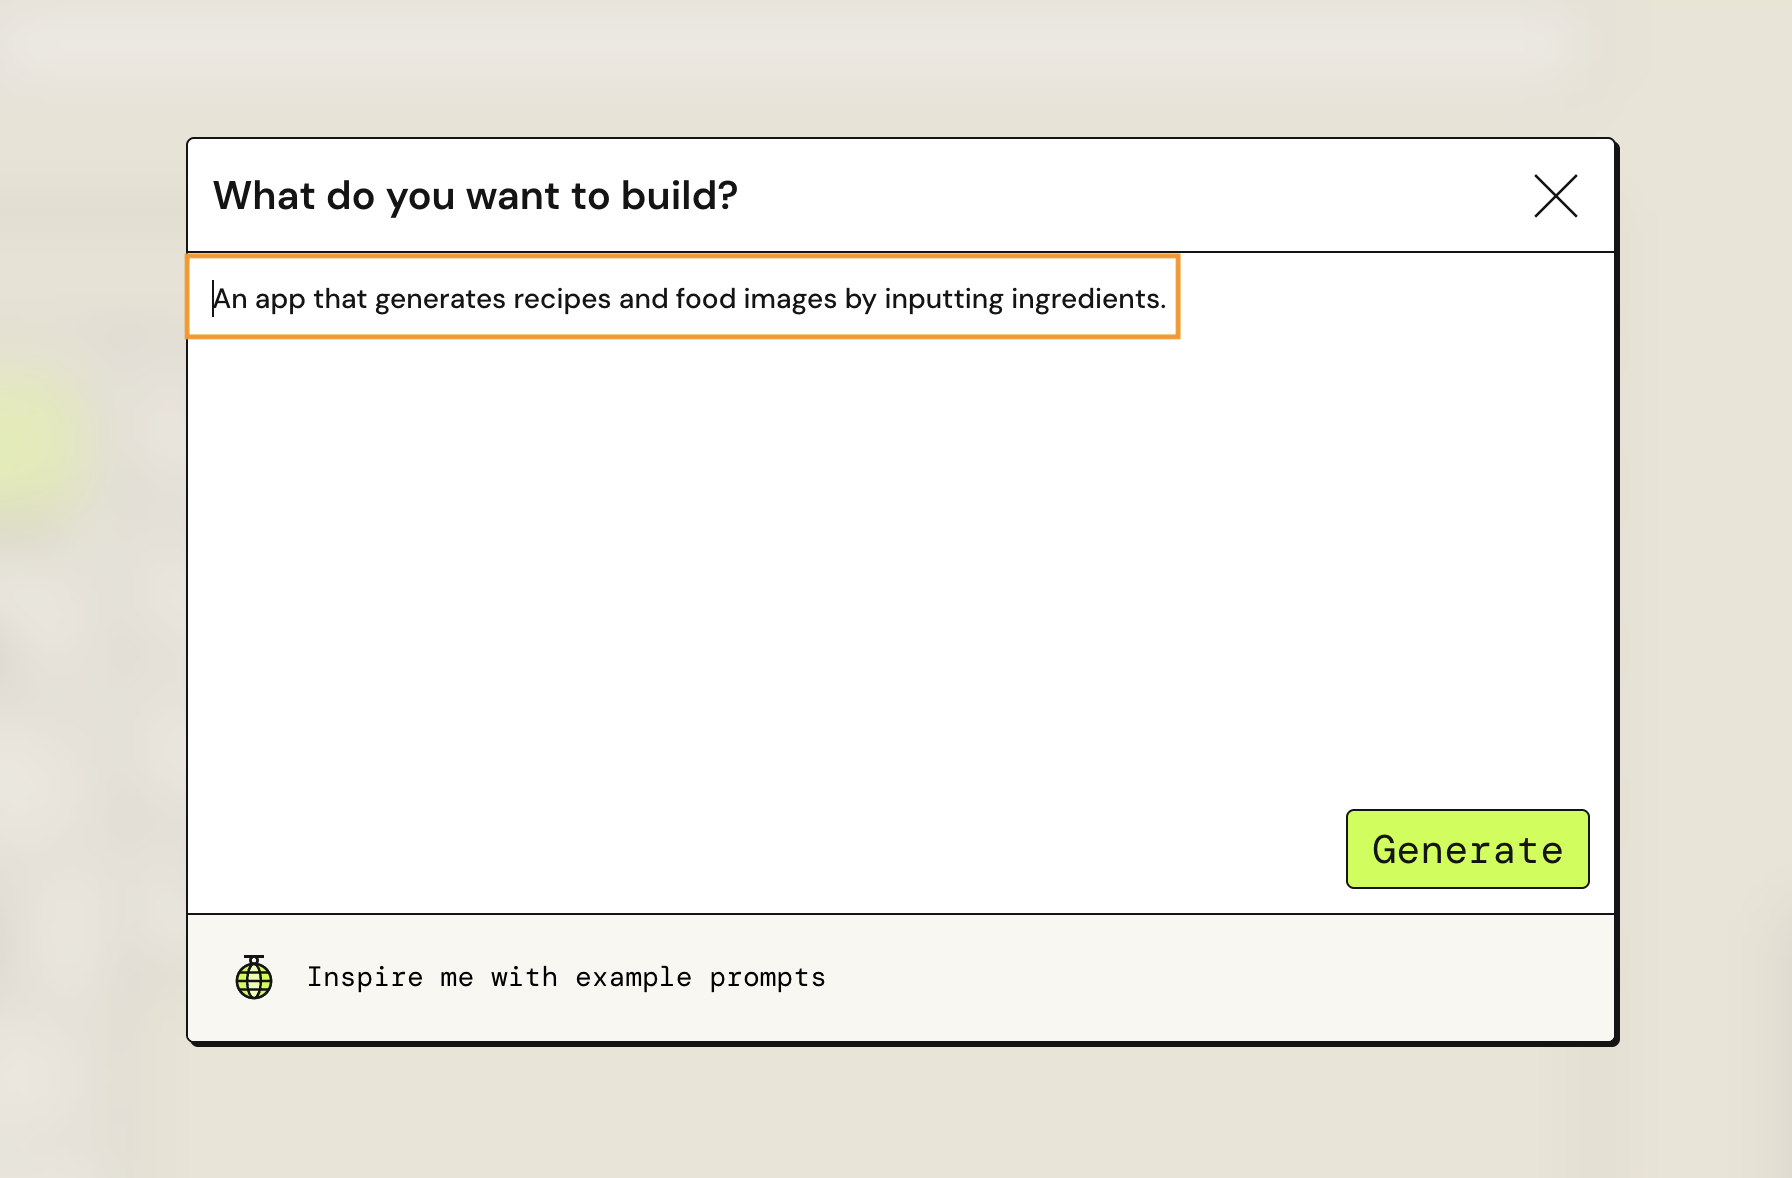 What do you want to build?
An app that generates recipes and food images by inputting ingredients.
Generate
Inspire me with example prompts